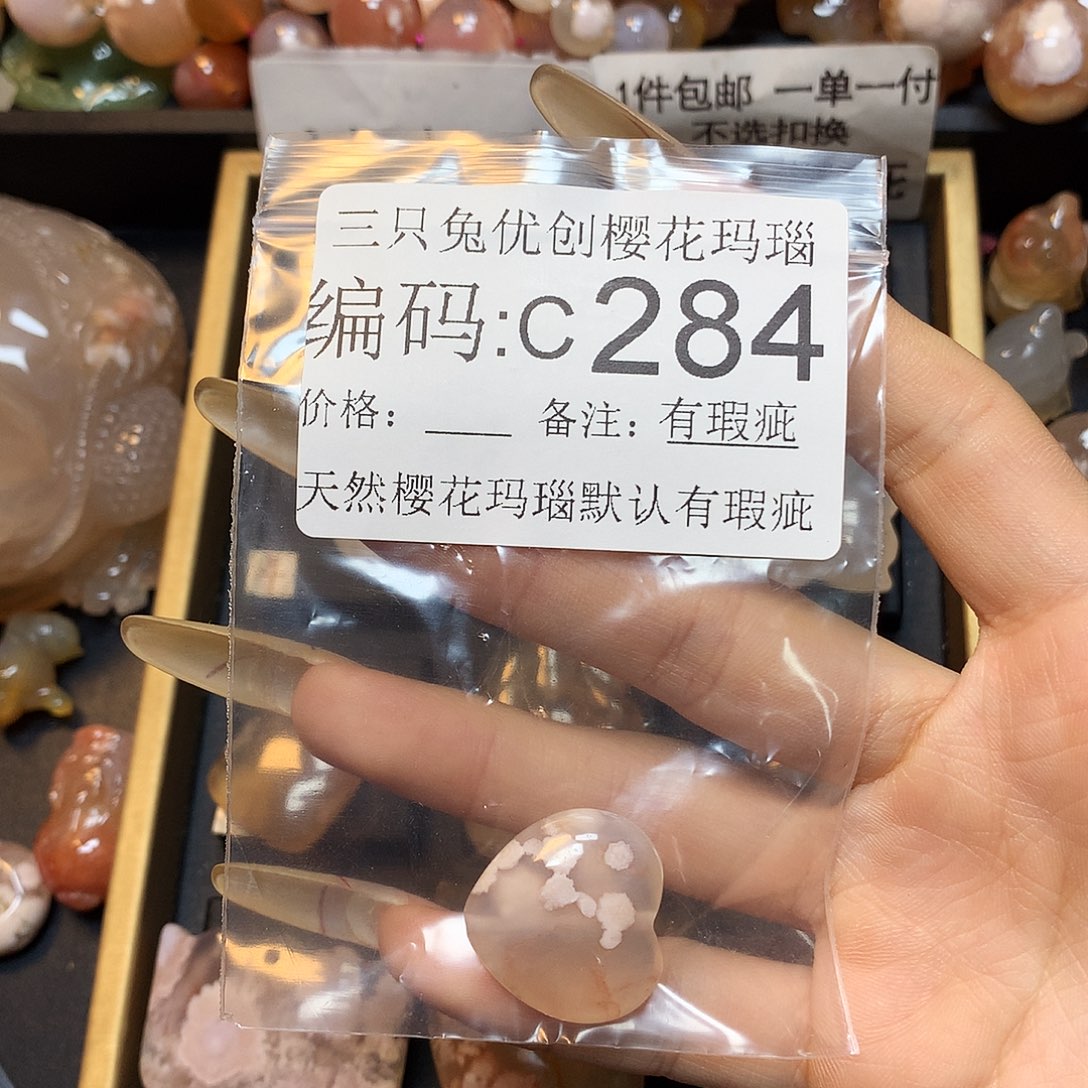 1件包邮 一单一付
不选扣换
三只兔优创樱花玛瑙
编码:C284
价格: ___ 备注: 有瑕疵
天然樱花玛瑙默认有瑕疵